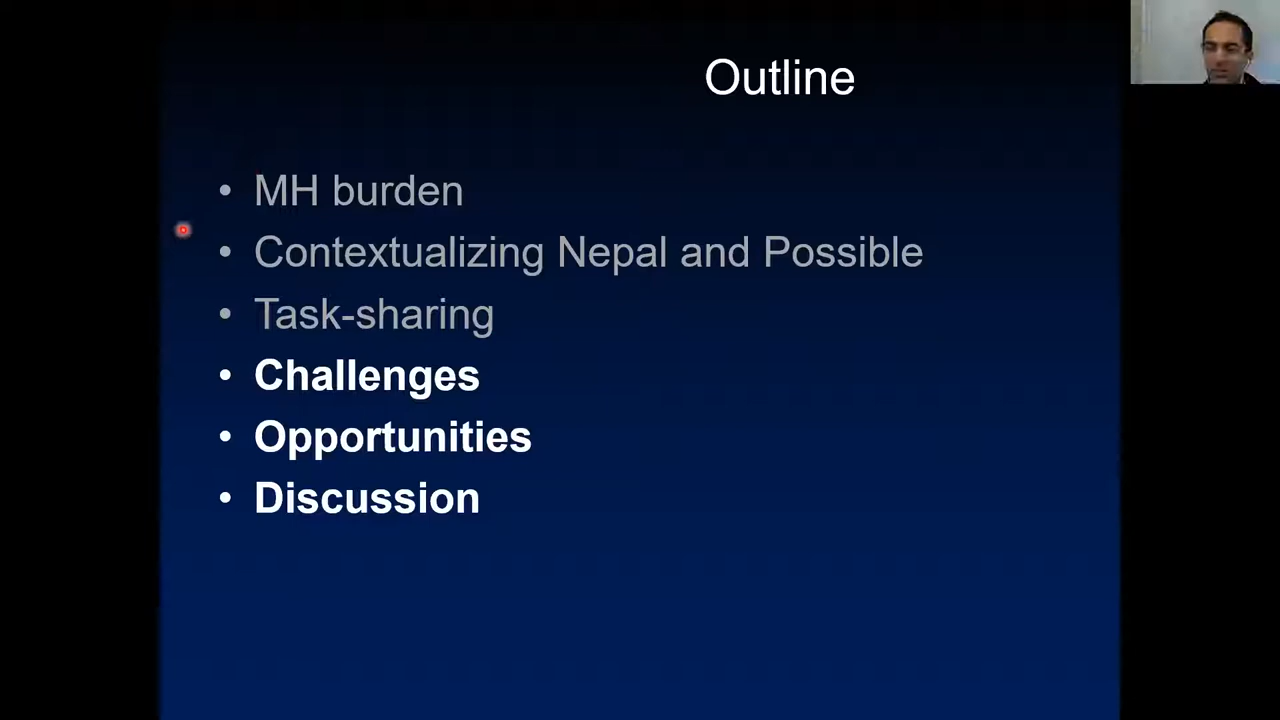 Outline
• MH burden
• Contextualizing Nepal and Possible
• Task-sharing
• Challenges
• Opportunities
• Discussion